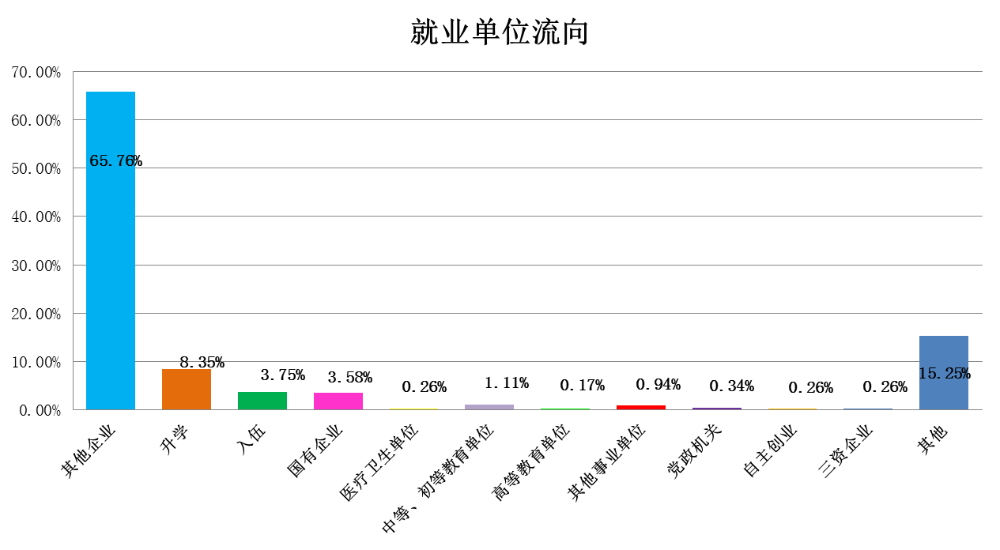 就业单位流向
70.00%
60.00%
50.00%
40.00%
30.00%
20.00%
10.00%
0.00%
65.76%
8.35%
3.75%
3.58%
0.26%
1.11%
0.17%
0.94%
0.34%
0.26%
0.26%
15.25%
其他企业
升学
入伍
国有企业
医疗卫生单位
中等、初等教育单位
高等教育单位
其他事业单位
党政机关
自主创业
三资企业
其他